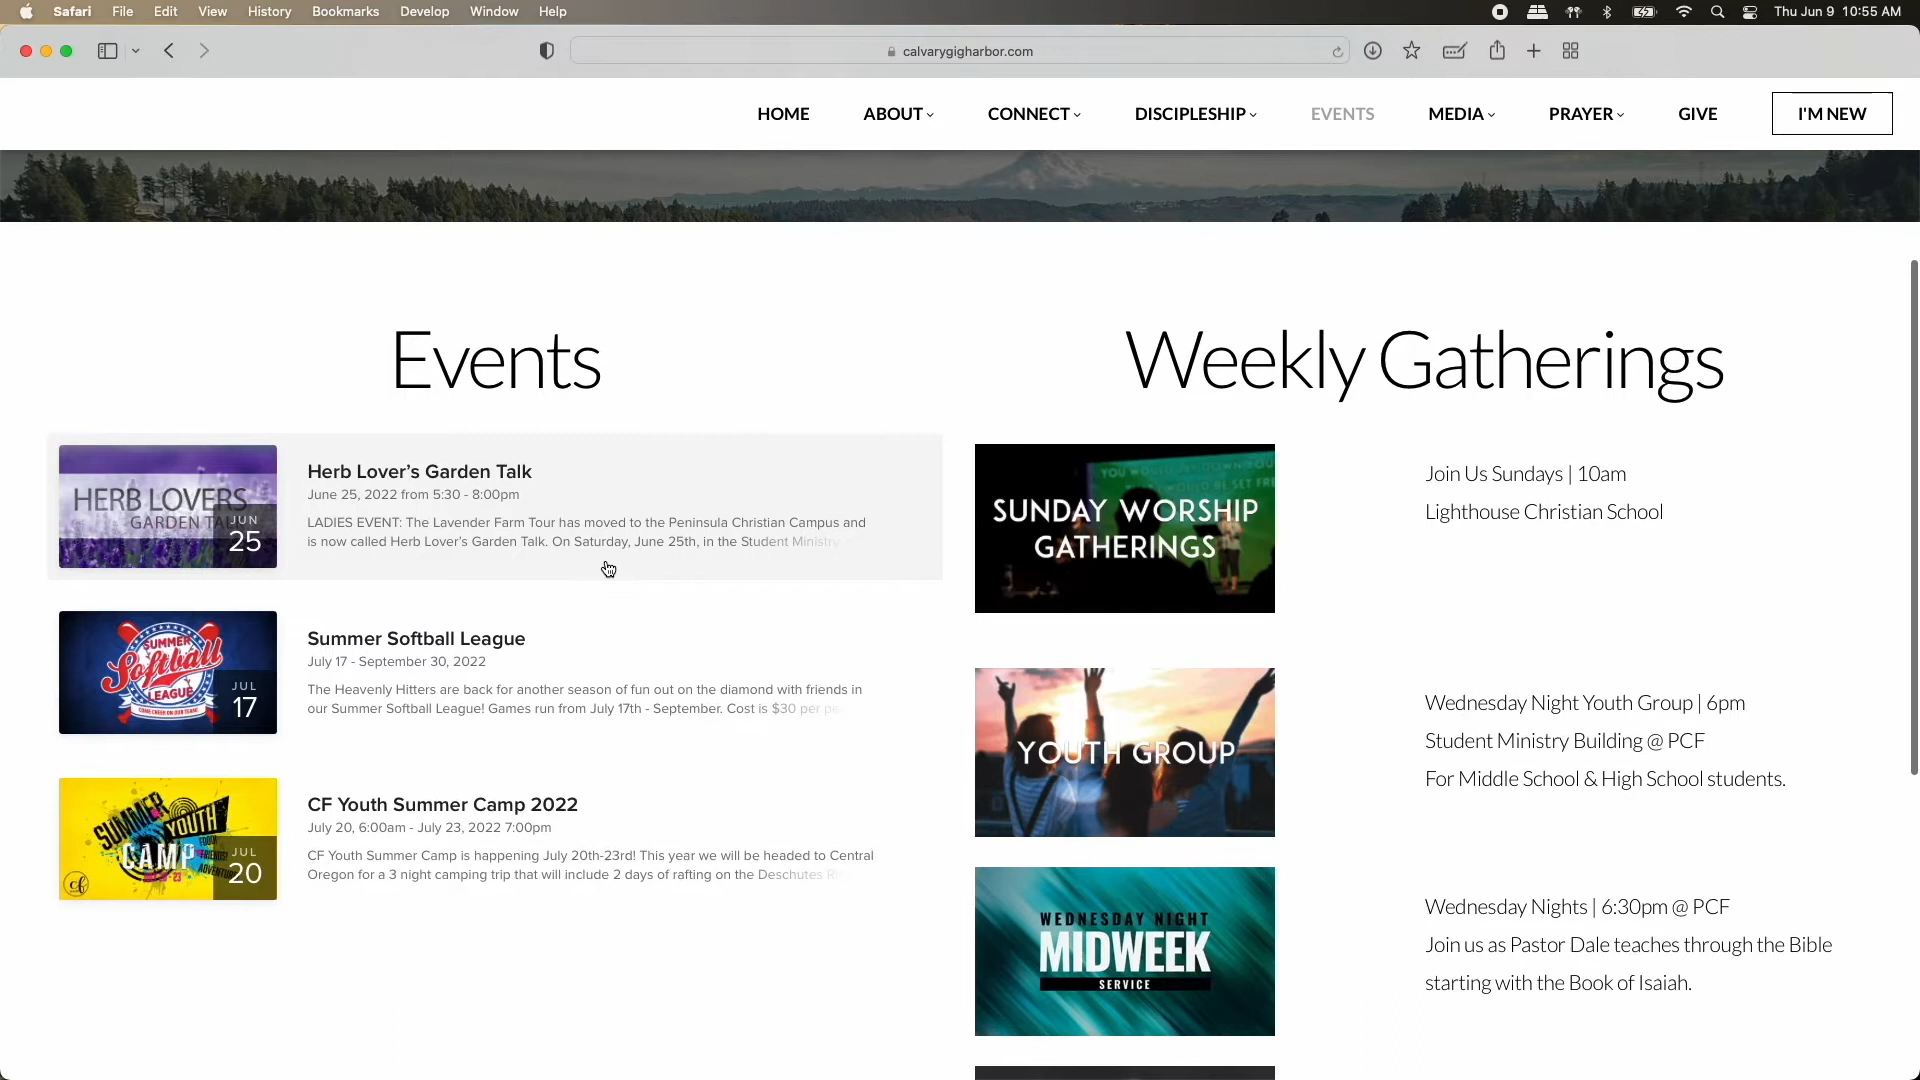 Safari File Edit View History Bookmarks Develop Window Help Thu Jun 9 10:55 AM
calvarygigharbor.com
HOME ABOUT CONNECT DISCIPLESHIP EVENTS MEDIA PRAYER GIVE I'M NEW
Events
HERB LOVERS
GARDEN
JUN
25
Herb Lover's Garden Talk
June 25, 2022 from 5:30 - 8:00pm
LADIES EVENT: The Lavender Farm Tour has moved to the Peninsula Christian Campus and
is now called Herb Lover's Garden Talk. On Saturday, June 25th, in the Student Ministry
SUMMER
Softball
LEAGUE
COME CHEER ON OUR TEAM!
JUL
17
Summer Softball League
July 17 - September 30, 2022
The Heavenly Hitters are back for another season of fun out on the diamond with friends in
our Summer Softball League! Games run from July 17th - September. Cost is $30 per
SUMMER
YOUTH
CAMP
JUL
20
cf
CF Youth Summer Camp 2022
July 20, 6:00am - July 23, 2022 7:00pm
CF Youth Summer Camp is happening July 20th-23rd! This year we will be headed to Central
Oregon for a 3 night camping trip that will include 2 days of rafting on the Deschutes
Weekly Gatherings
SUNDAY WORSHIP
GATHERINGS
Join Us Sundays | 10am
Lighthouse Christian School
YOUTH GROUP
Wednesday Night Youth Group | 6pm
Student Ministry Building @ PCF
For Middle School & High School students.
WEDNESDAY NIGHT
MIDWEEK
SERVICE
Wednesday Nights | 6:30pm @ PCF
Join us as Pastor Dale teaches through the Bible
starting with the Book of Isaiah.